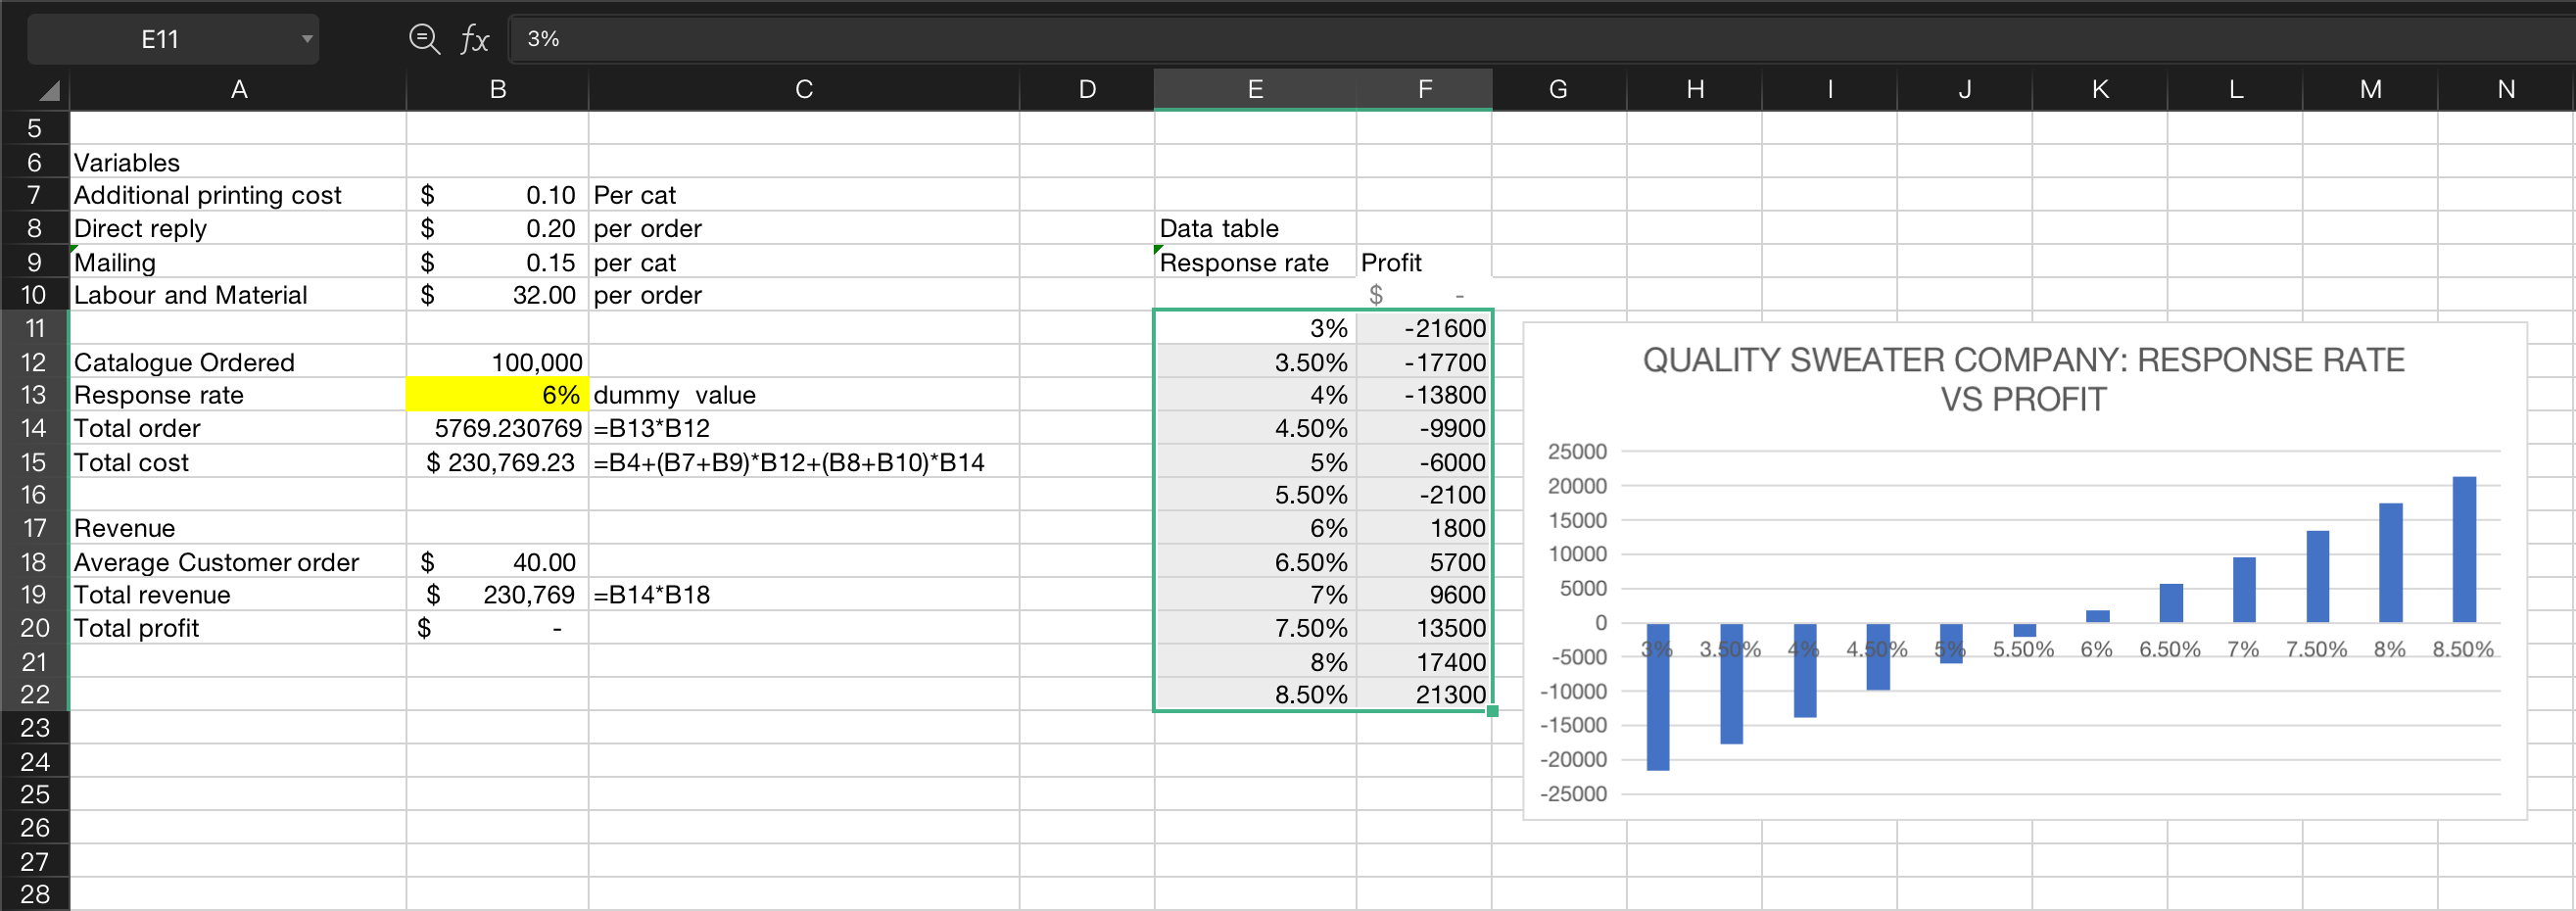 E11 fx 3%
A B C D E F G H I J K L M N
5
6 Variables
7 Additional printing cost $ 0.10 Per cat
8 Direct reply $ 0.20 per order Data table
9 Mailing $ 0.15 per cat Response rate Profit
10 Labour and Material $ 32.00 per order $ -
11 3% -21600
12 Catalogue Ordered 100,000 3.50% -17700
13 Response rate 6% dummy value 4% -13800
14 Total order 5769.230769 =B13*B12 4.50% -9900
15 Total cost $ 230,769.23 =B4+(B7+B9)*B12+(B8+B10)*B14 5% -6000
16 5.50% -2100
17 Revenue 6% 1800
18 Average Customer order $ 40.00 6.50% 5700
19 Total revenue $ 230,769 =B14*B18 7% 9600
20 Total profit $ - 7.50% 13500
21 8% 17400
22 8.50% 21300
23
24
25
26
27
28
QUALITY SWEATER COMPANY: RESPONSE RATE
VS PROFIT
25000
20000
15000
10000
5000
0
3% 3.50% 4% 4.50% 5% 5.50% 6% 6.50% 7% 7.50% 8% 8.50%
-5000
-10000
-15000
-20000
-25000